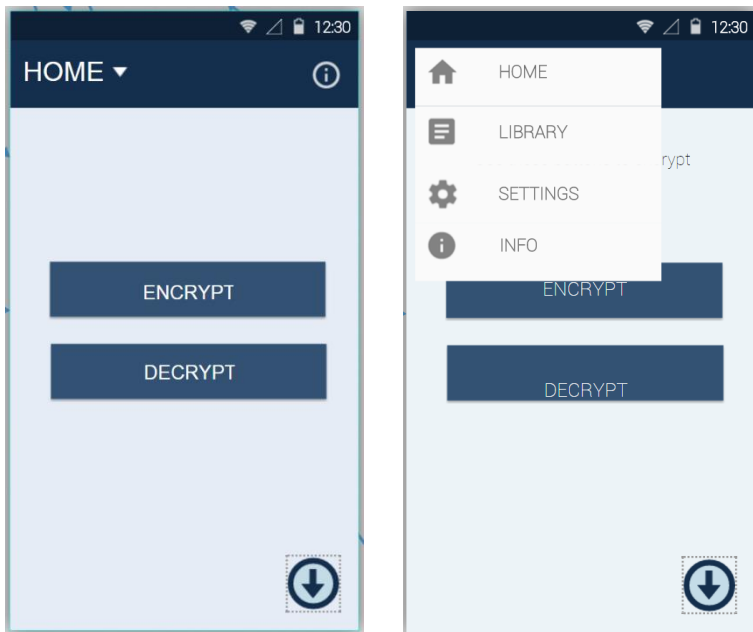 12:30
HOME
ENCRYPT
DECRYPT
12:30
HOME
LIBRARY
rypt
SETTINGS
INFO
ENCRYPT
DECRYPT